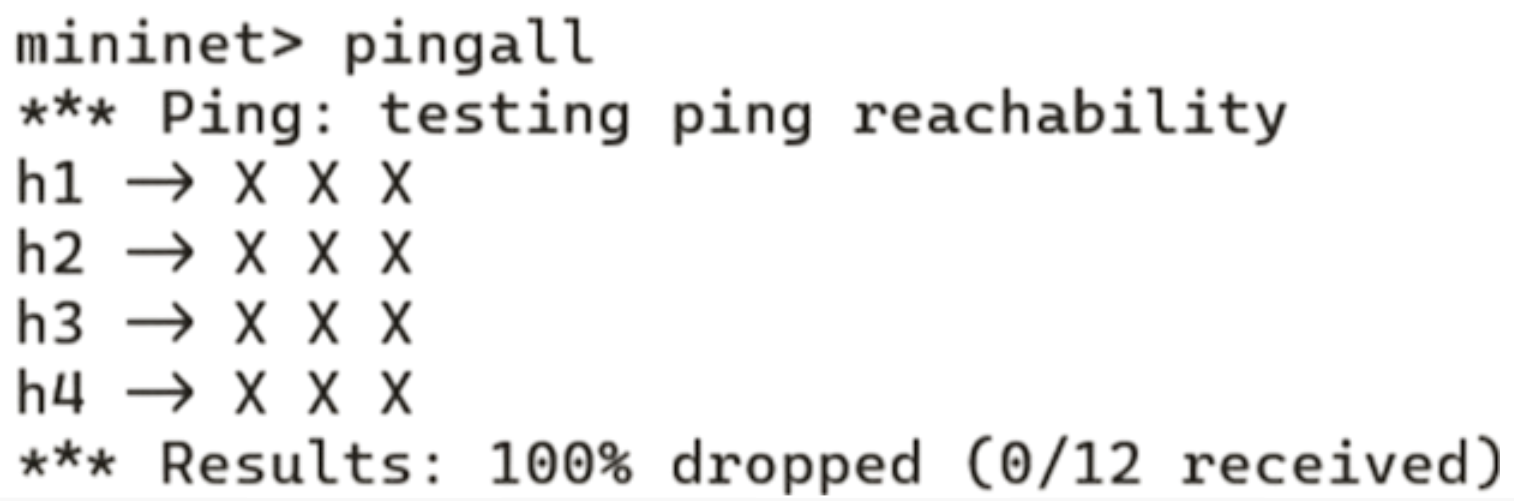 mininet> pingall
*** Ping: testing ping reachability
h1 → X X X
h2 → X X X
h3 → X X X
h4 → X X X
*** Results: 100% dropped (0/12 received)